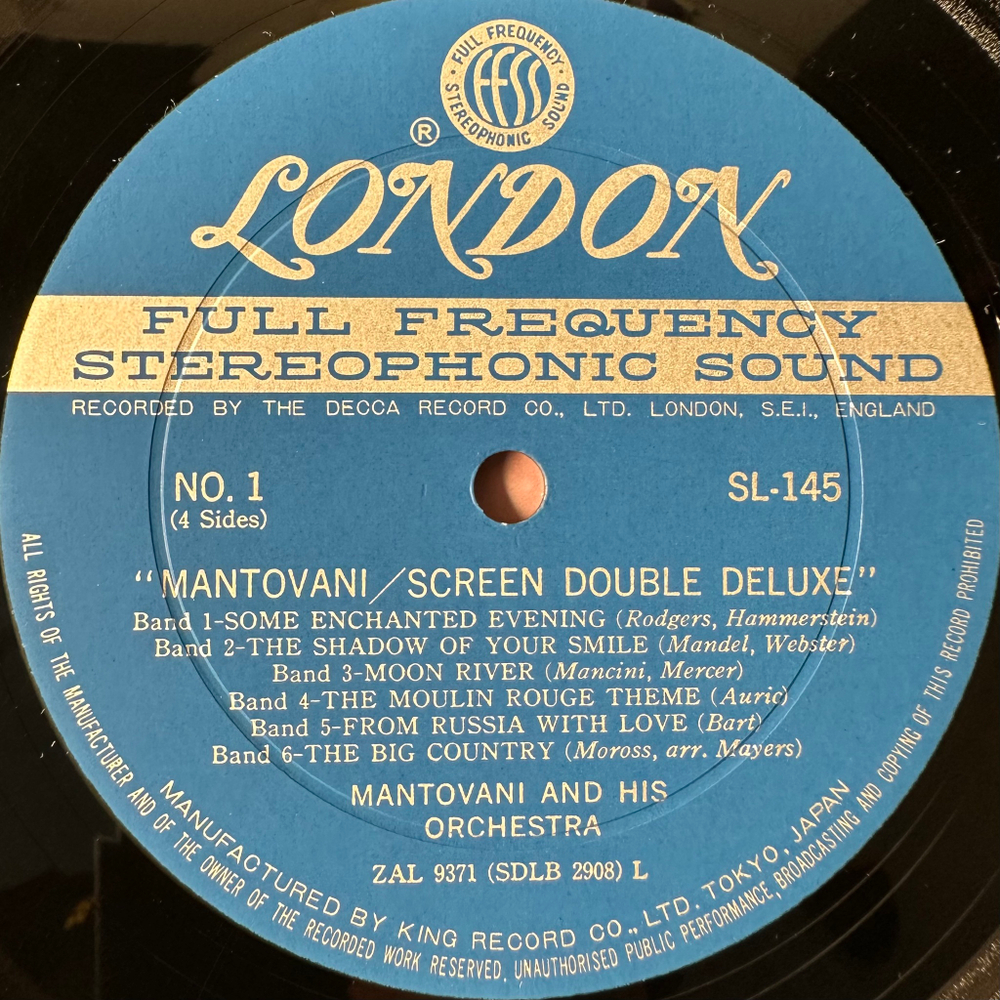 FULL FREQUENCY
FFSS
STEREOPHONIC SOUND
®
LONDON
FULL FREQUENCY
STEREOPHONIC SOUND
RECORDED BY THE DECCA RECORD CO., LTD. LONDON, S.E.I., ENGLAND
NO. 1
SL-145
(4 Sides)
"MANTOVANI/SCREEN DOUBLE DELUXE"
Band 1-SOME ENCHANTED EVENING (Rodgers, Hammerstein)
Band 2-THE SHADOW OF YOUR SMILE (Mandel, Webster)
Band 3-MOON RIVER (Mancini, Mercer)
Band 4-THE MOULIN ROUGE THEME (Auric)
Band 5-FROM RUSSIA WITH LOVE (Bart)
Band 6-THE BIG COUNTRY (Moross, arr. Mayers)
MANTOVANI AND HIS
ORCHESTRA
ZAL 9371 (SDLB 2908) L
MANUFACTURED BY KING RECORD CO., LTD. TOKYO, JAPAN
ALL RIGHTS OF THE MANUFACTURER AND OF THE OWNER OF THE RECORDED WORK RESERVED, UNAUTHORISED PUBLIC PERFORMANCE, BROADCASTING AND COPYING OF THIS RECORD PROHIBITED